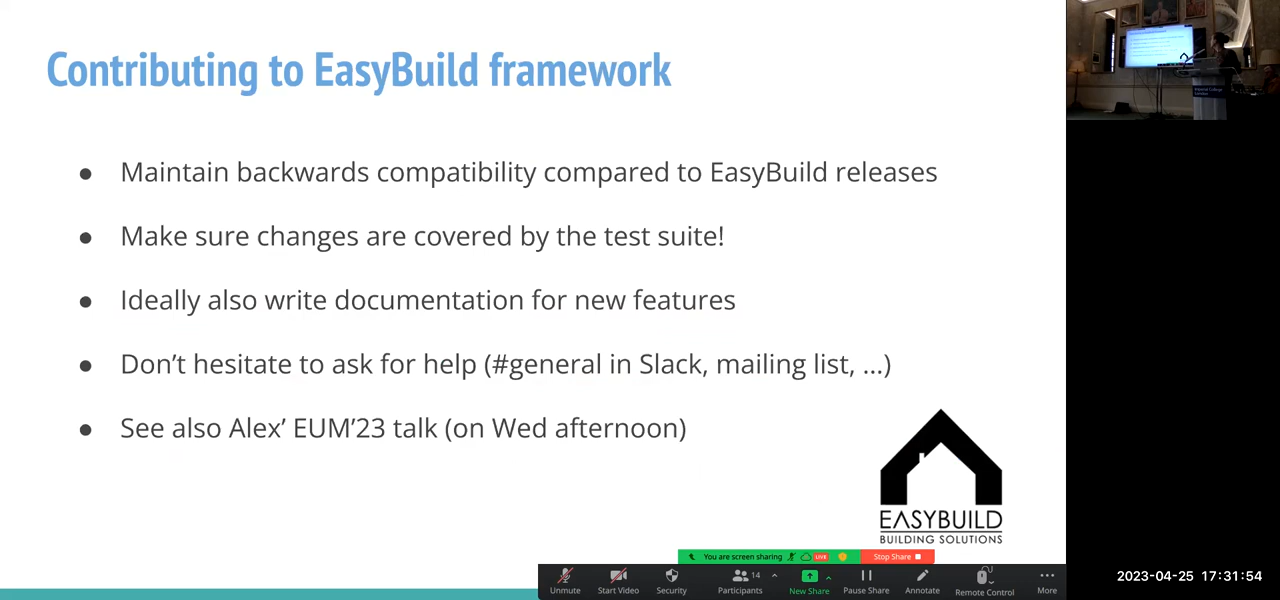 Contributing to EasyBuild framework
● Maintain backwards compatibility compared to EasyBuild releases
● Make sure changes are covered by the test suite!
● Ideally also write documentation for new features
● Don't hesitate to ask for help (#general in Slack, mailing list, ...)
● See also Alex' EUM'23 talk (on Wed afternoon)
EASYBUILD
BUILDING SOLUTIONS
You are screen sharing LIVE Stop Share
Unmute Start Video Security Participants 14 New Share Pause Share Annotate Remote Control More
Imperial College
London
2023-04-25 17:31:54